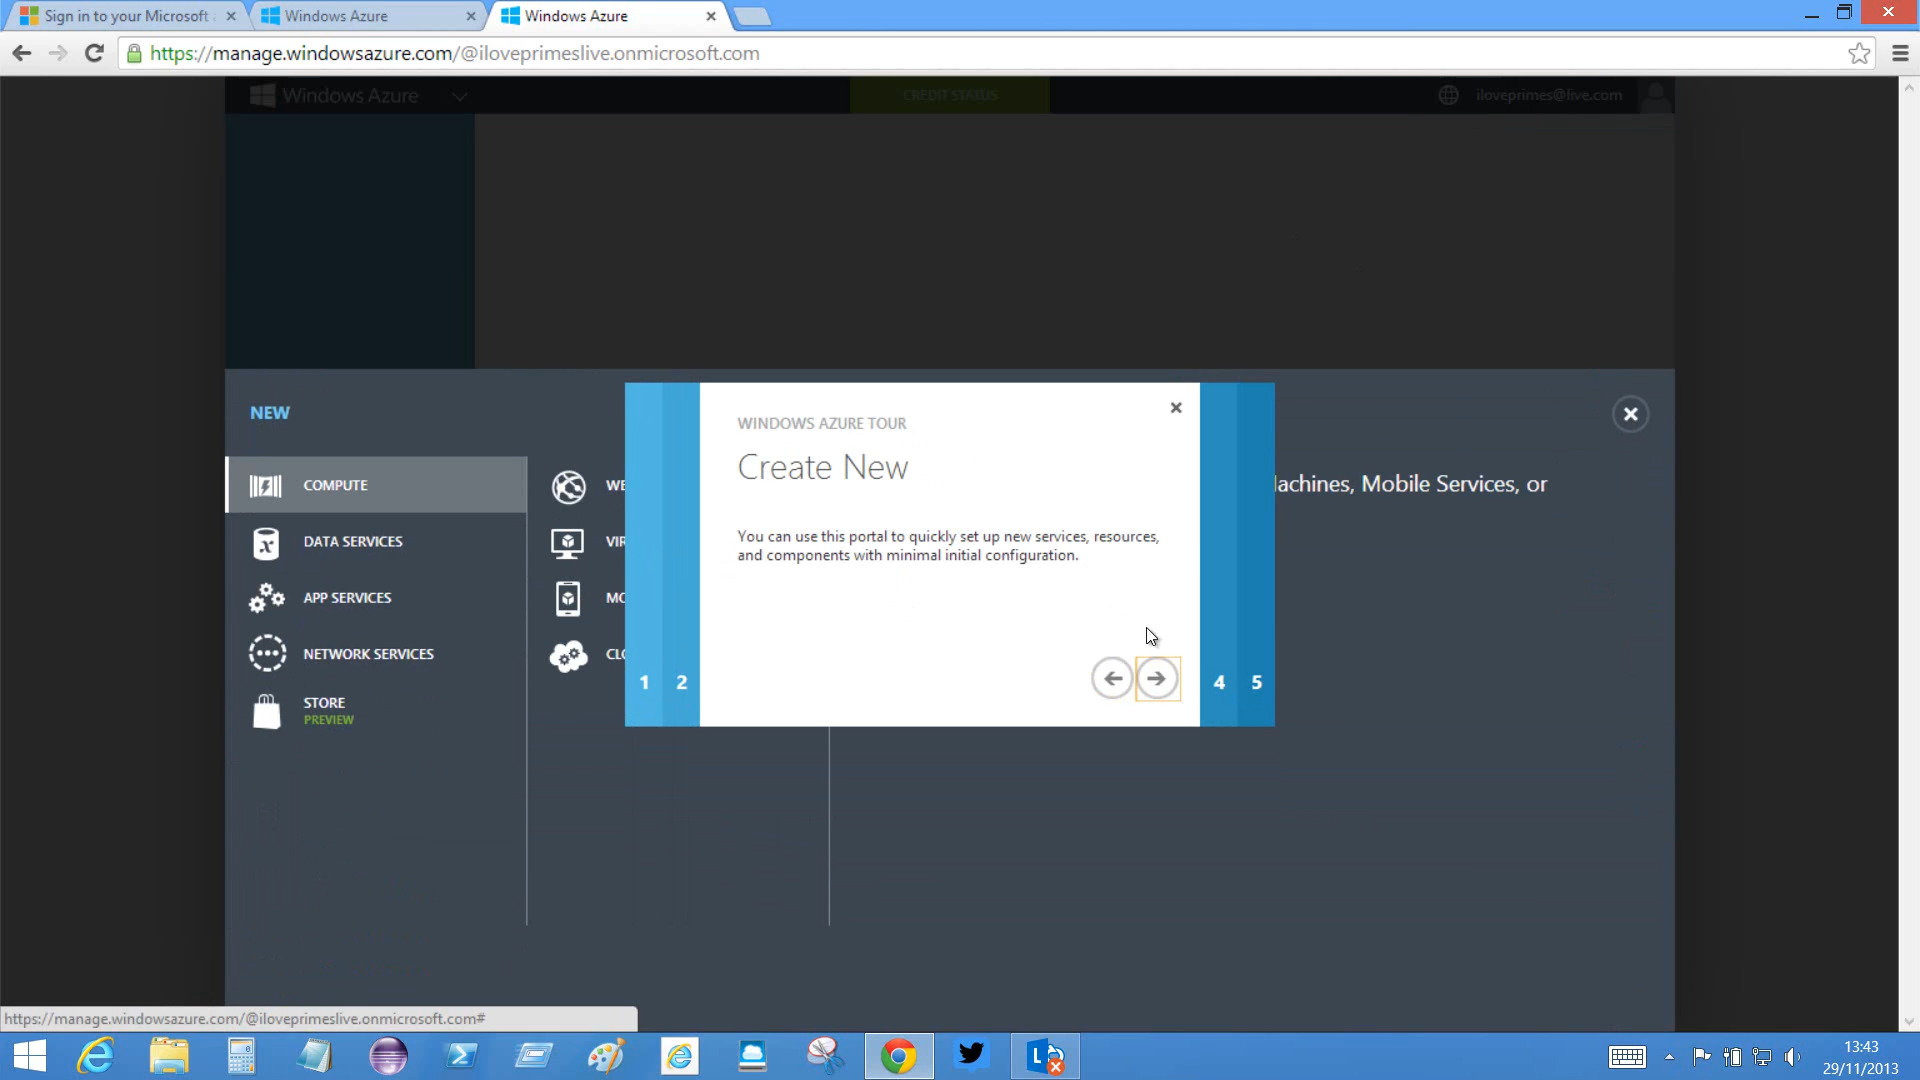 Sign in to your Microsoft
Windows Azure
Windows Azure
https://manage.windowsazure.com/@iloveprimeslive.onmicrosoft.com
Windows Azure
CREDIT STATUS
iloveprimes@live.com
NEW
COMPUTE
DATA SERVICES
APP SERVICES
NETWORK SERVICES
STORE
PREVIEW
WE
VIR
MO
CLO
1
2
WINDOWS AZURE TOUR
Create New
You can use this portal to quickly set up new services, resources,
and components with minimal initial configuration.
4
5
achines, Mobile Services, or
https://manage.windowsazure.com/@iloveprimeslive.onmicrosoft.com#
13:43
29/11/2013